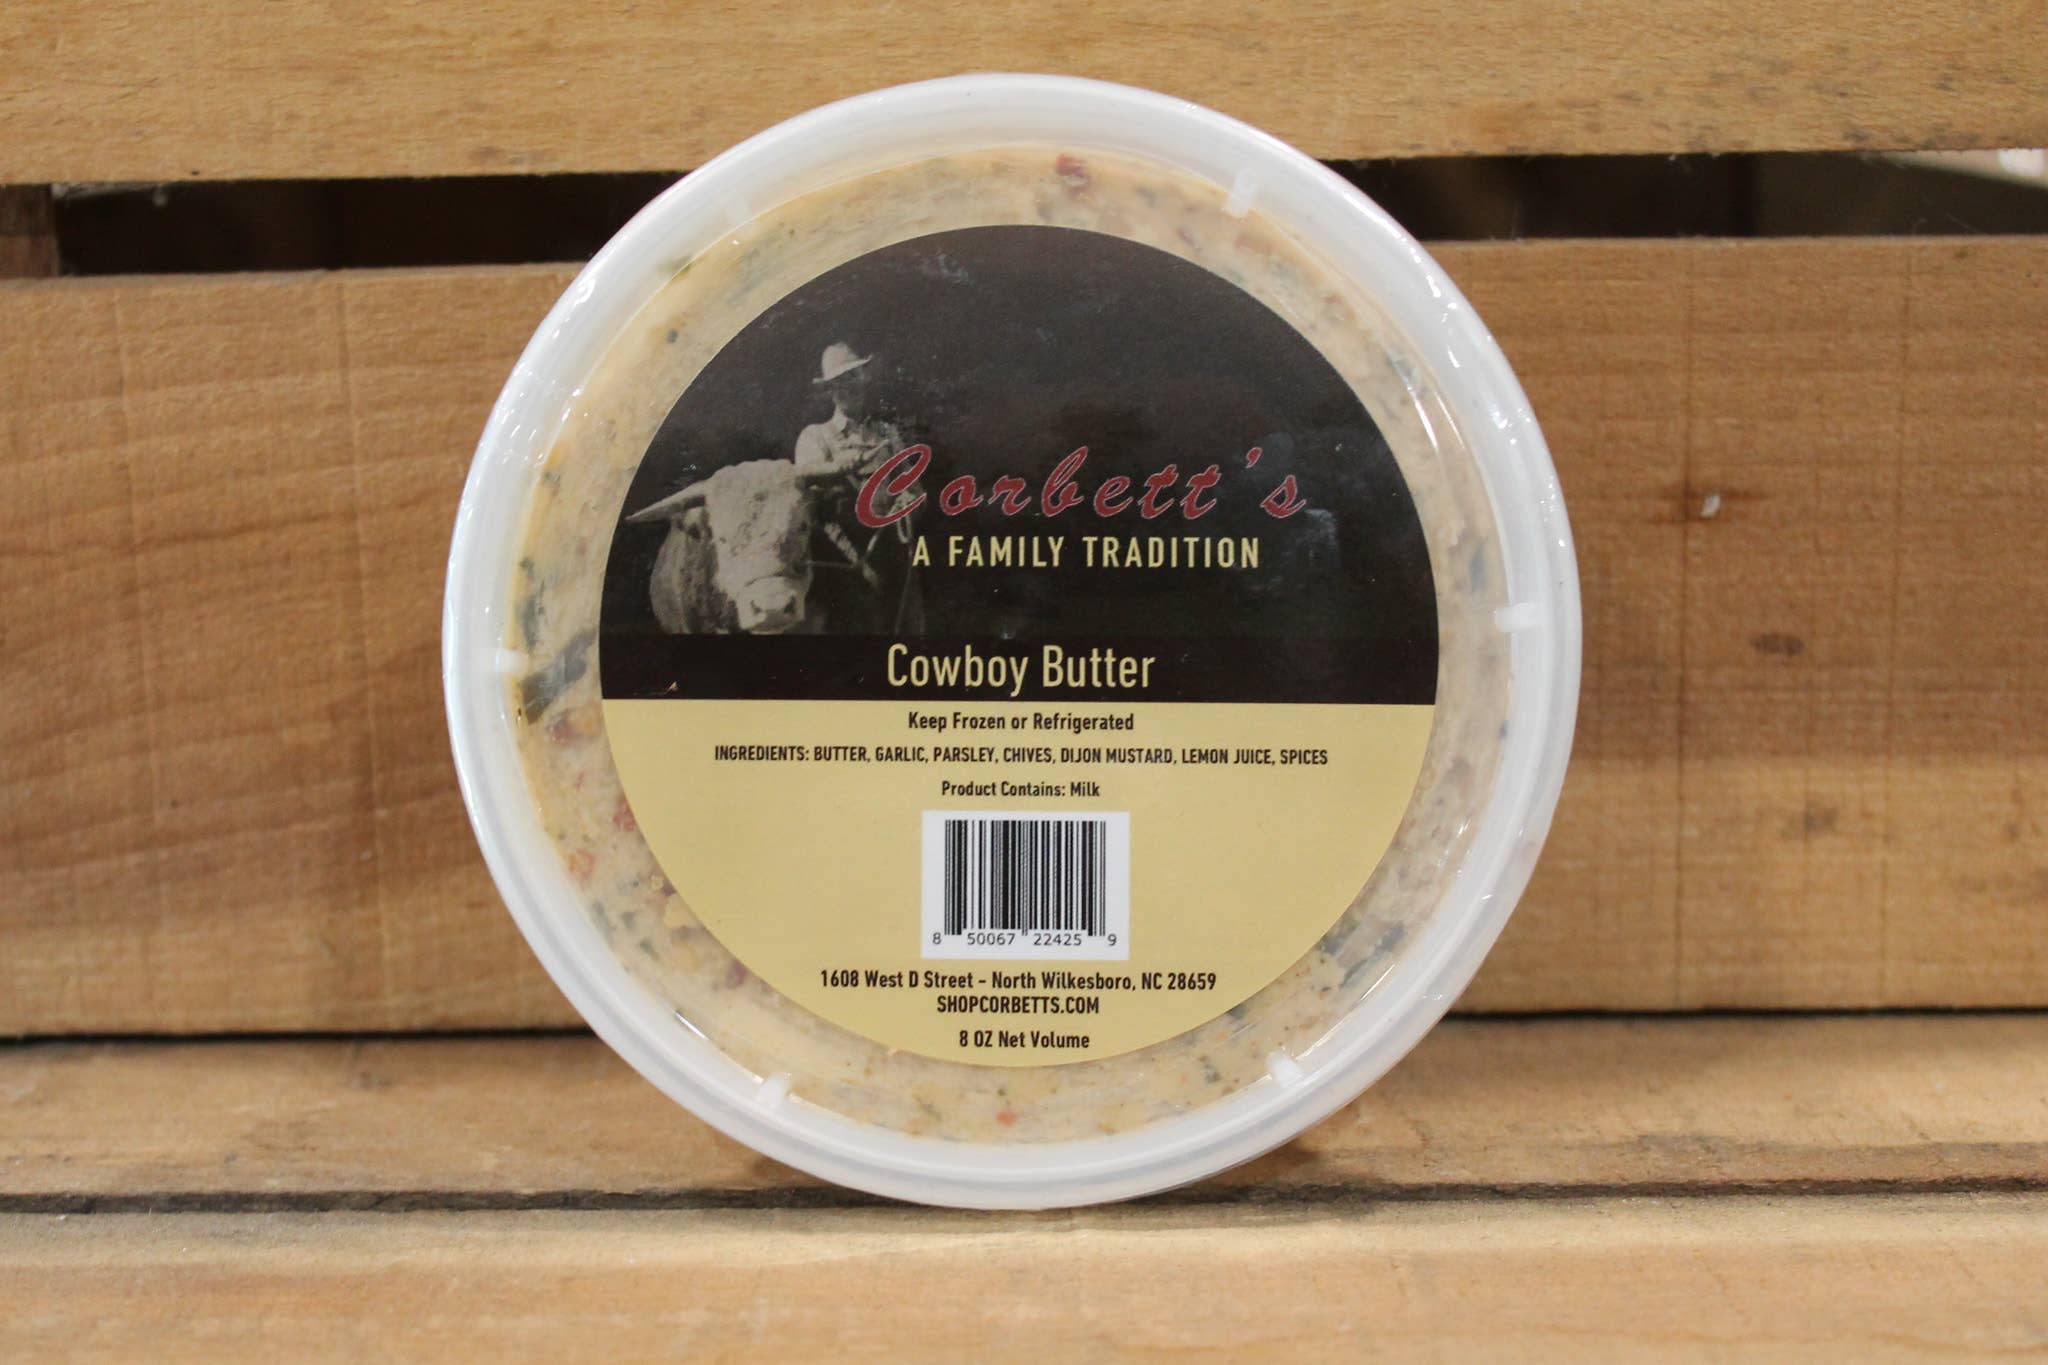 Corbett's
A FAMILY TRADITION
Cowboy Butter
Keep Frozen or Refrigerated
INGREDIENTS: BUTTER, GARLIC, PARSLEY, CHIVES, DIJON MUSTARD, LEMON JUICE, SPICES
Product Contains: Milk
8 50067 22425 9
1608 West D Street - North Wilkesboro, NC 28659
SHOPCORBETTS.COM
8 OZ Net Volume